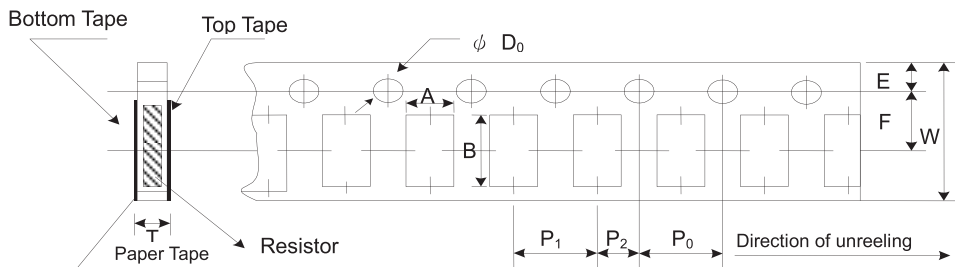 Bottom Tape
Top Tape
ϕ D₀
A
E
F
W
B
T
Paper Tape
Resistor
P₁
P₂
P₀
Direction of unreeling